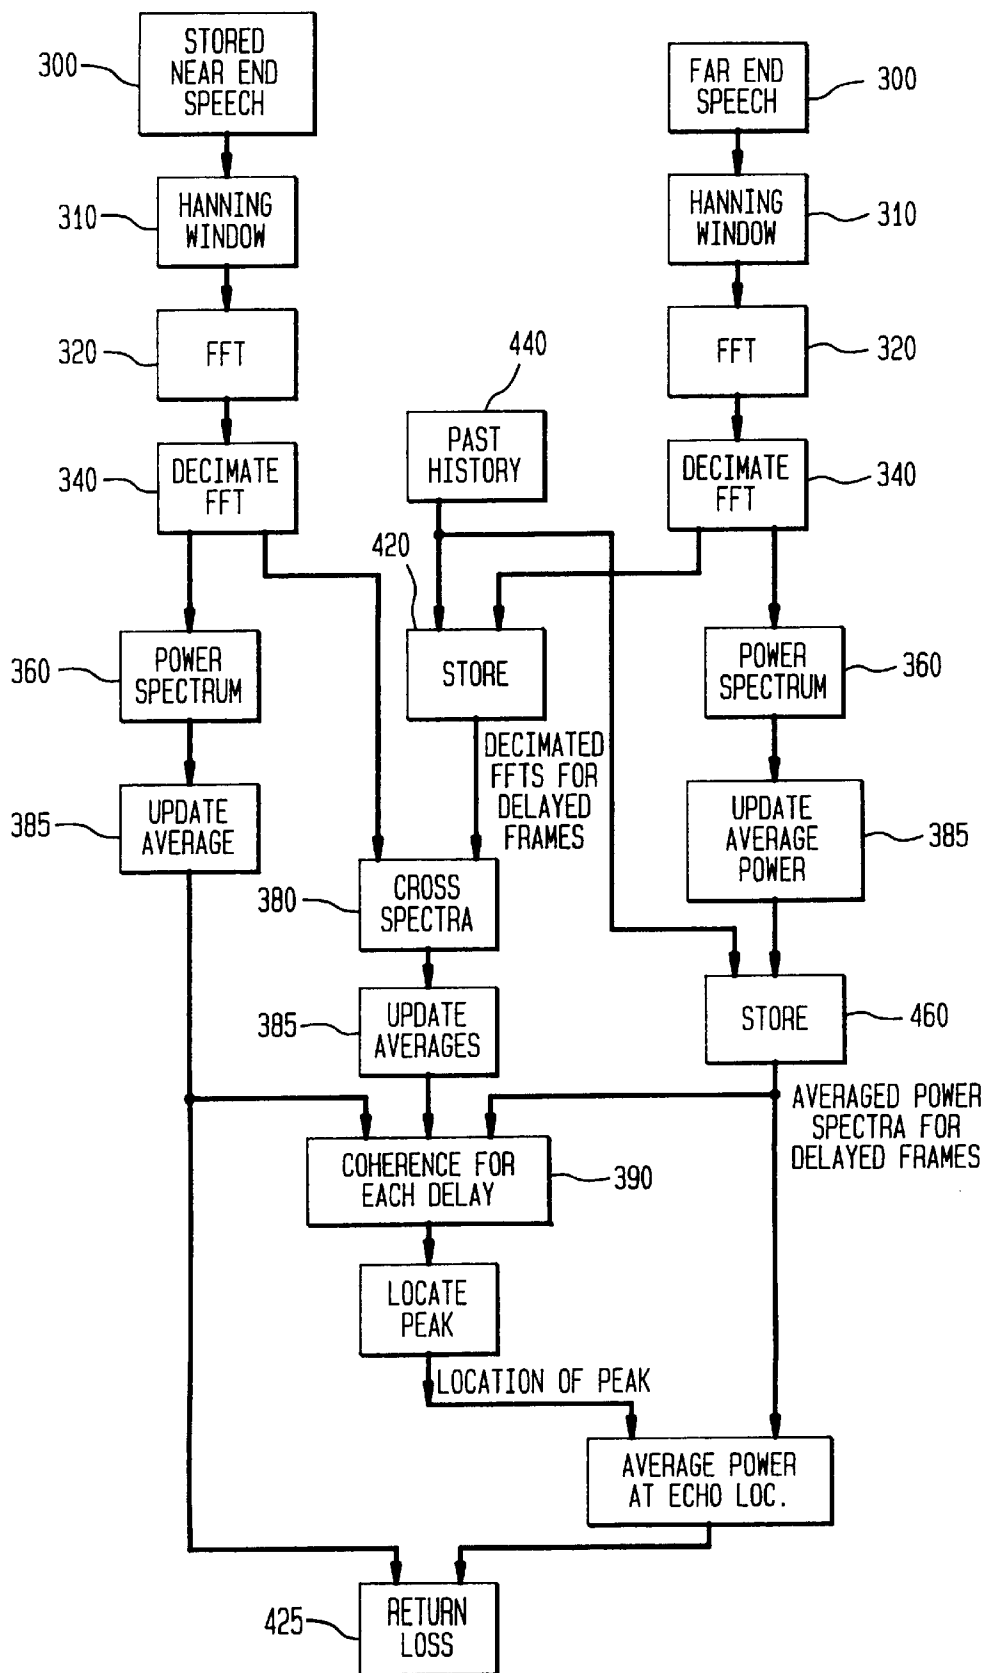 300
STORED
NEAR END
SPEECH
FAR END
SPEECH
300
310
HANNING
WINDOW
HANNING
WINDOW
310
320
FFT
440
FFT
320
340
DECIMATE
FFT
PAST
HISTORY
DECIMATE
FFT
340
420
360
POWER
SPECTRUM
STORE
POWER
SPECTRUM
360
DECIMATED
FFTS FOR
DELAYED
FRAMES
385
UPDATE
AVERAGE
UPDATE
AVERAGE
POWER
385
380
CROSS
SPECTRA
385
UPDATE
AVERAGES
STORE
460
AVERAGED POWER
SPECTRA FOR
DELAYED FRAMES
COHERENCE FOR
EACH DELAY
390
LOCATE
PEAK
LOCATION OF PEAK
AVERAGE POWER
AT ECHO LOC.
425
RETURN
LOSS